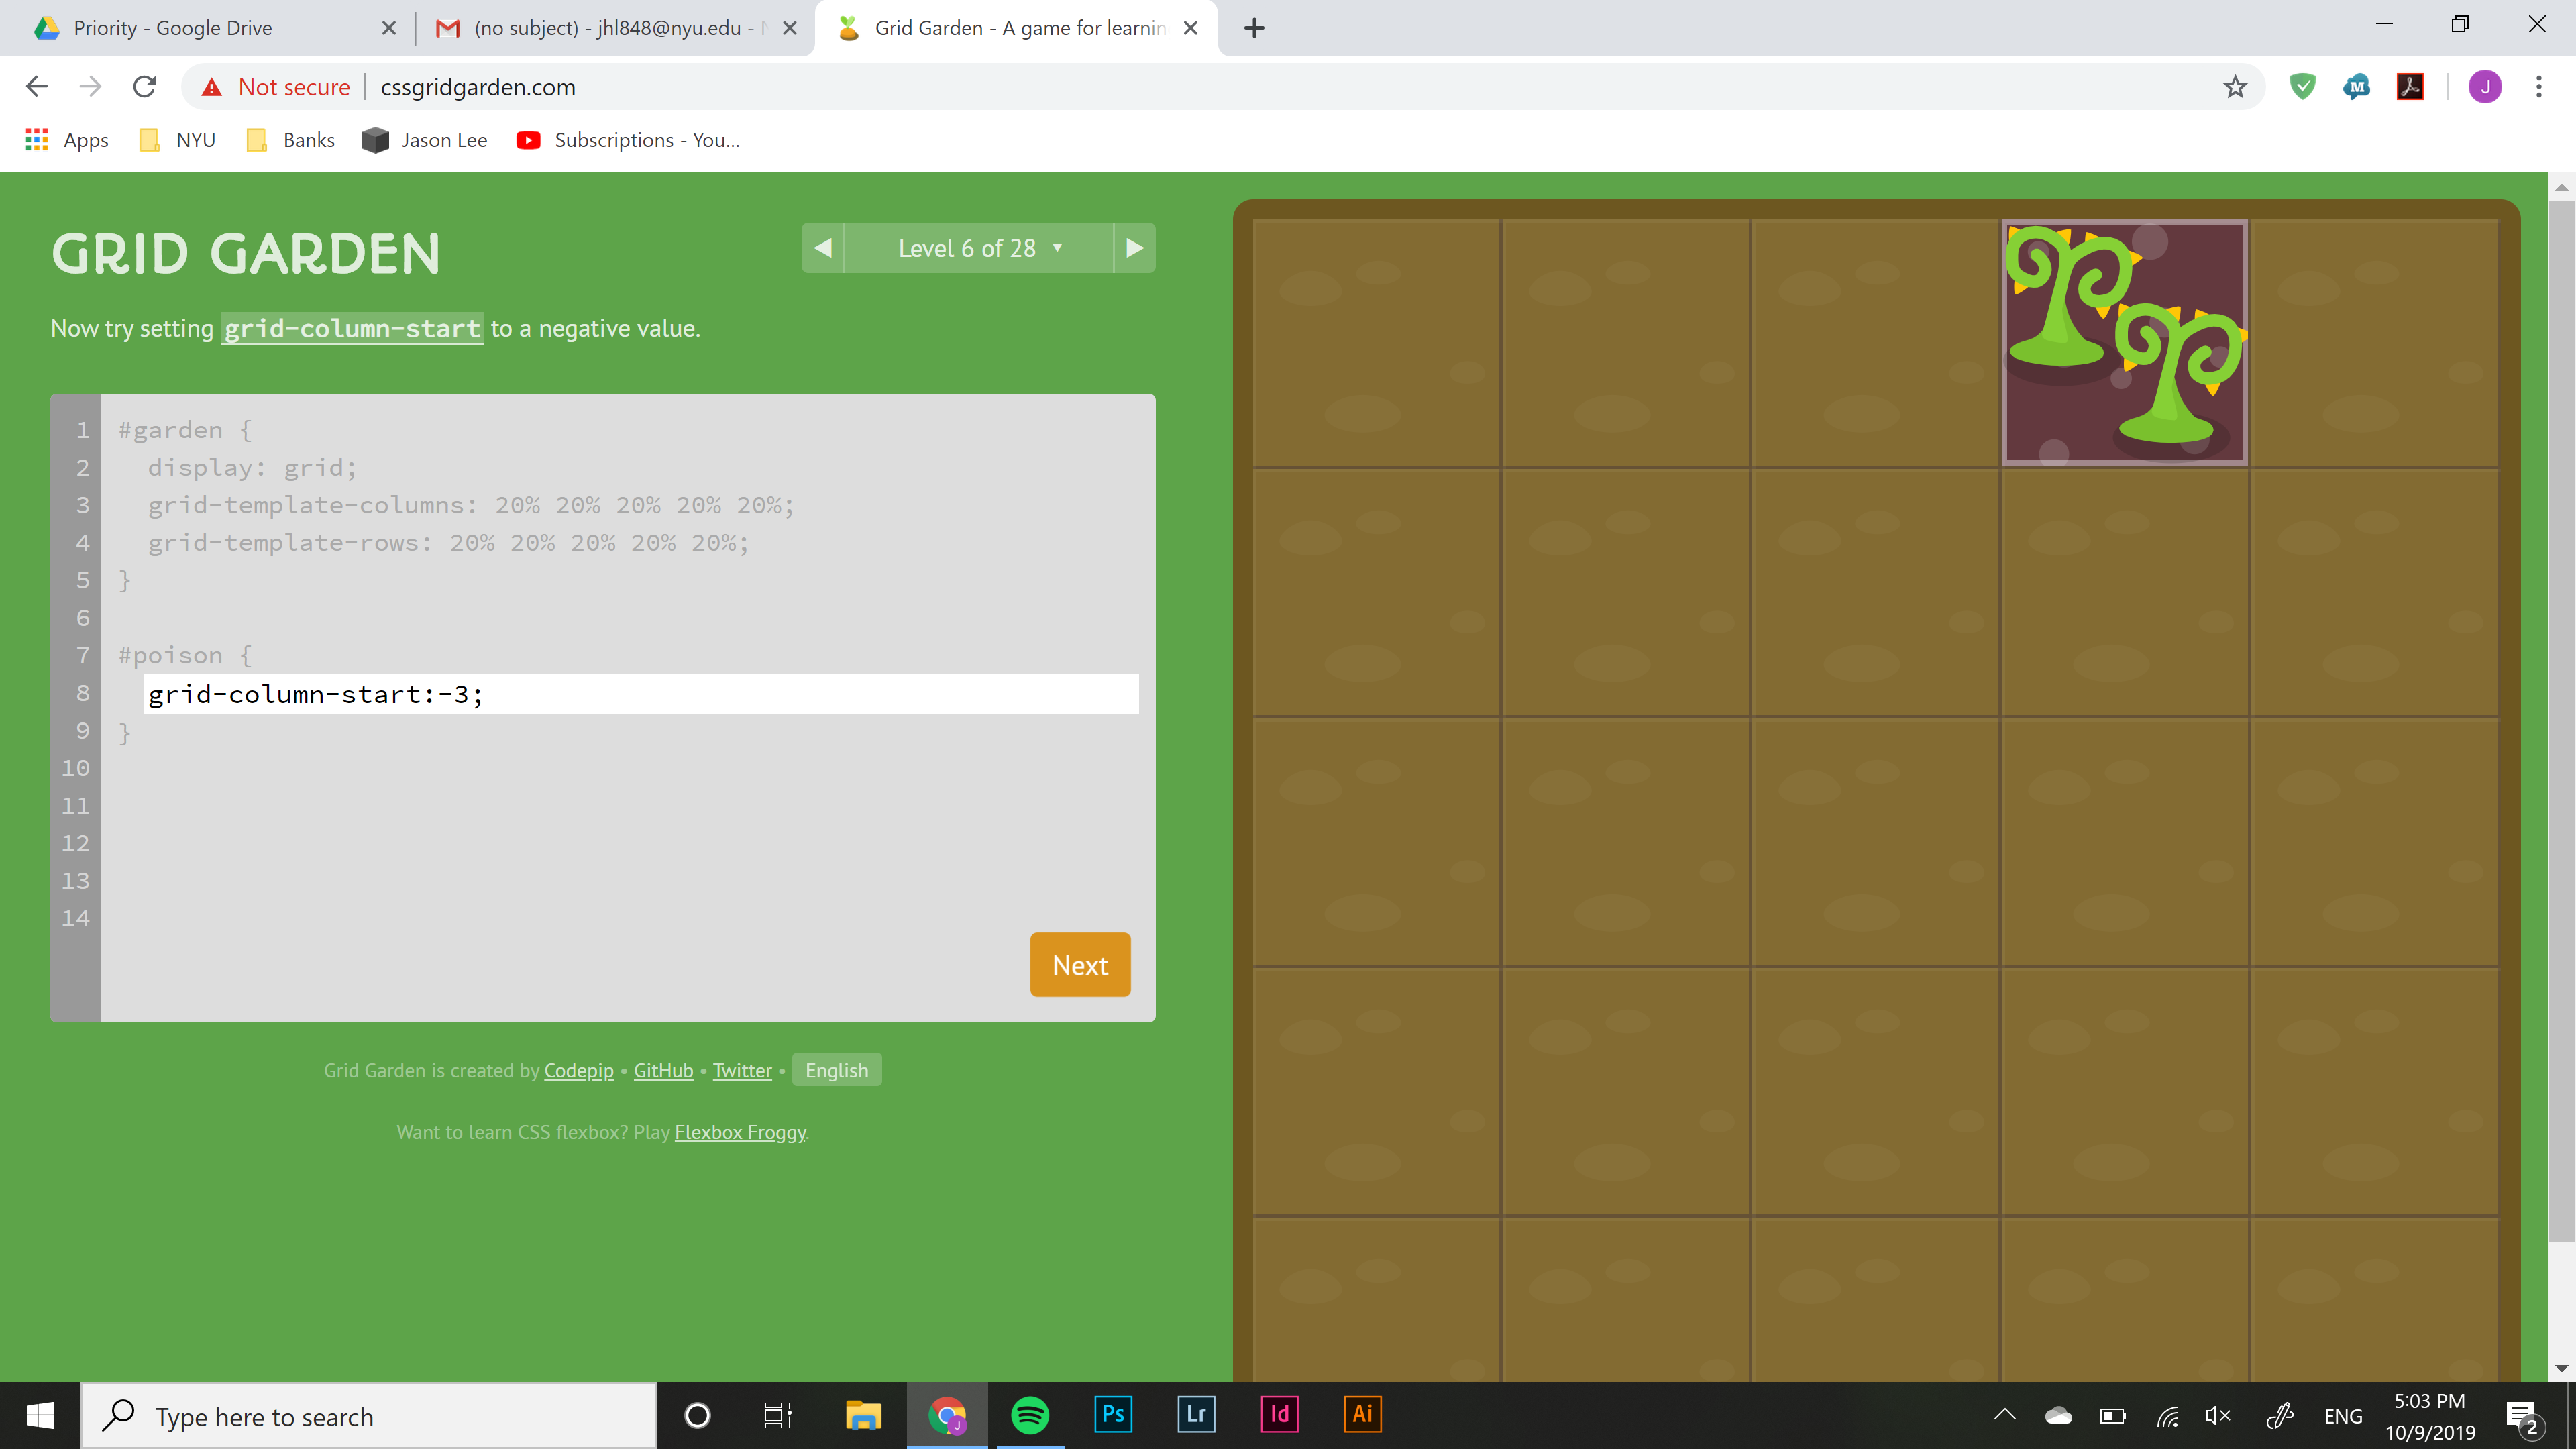 Priority - Google Drive
(no subject) - jhl848@nyu.edu -
Grid Garden - A game for learnin
Not secure
cssgridgarden.com
M
J
Apps
NYU
Banks
Jason Lee
Subscriptions - You...
GRID GARDEN
Level 6 of 28
Now try setting grid-column-start to a negative value.
1 #garden {
2 display: grid;
3 grid-template-columns: 20% 20% 20% 20% 20%;
4 grid-template-rows: 20% 20% 20% 20% 20%;
5 }
6
7 #poison {
8 grid-column-start:-3;
9 }
10
11
12
13
14
Next
Grid Garden is created by Codepip • GitHub • Twitter • English
Want to learn CSS flexbox? Play Flexbox Froggy.
Type here to search
J
Ps
Lr
Id
Ai
ENG
5:03 PM
10/9/2019
2